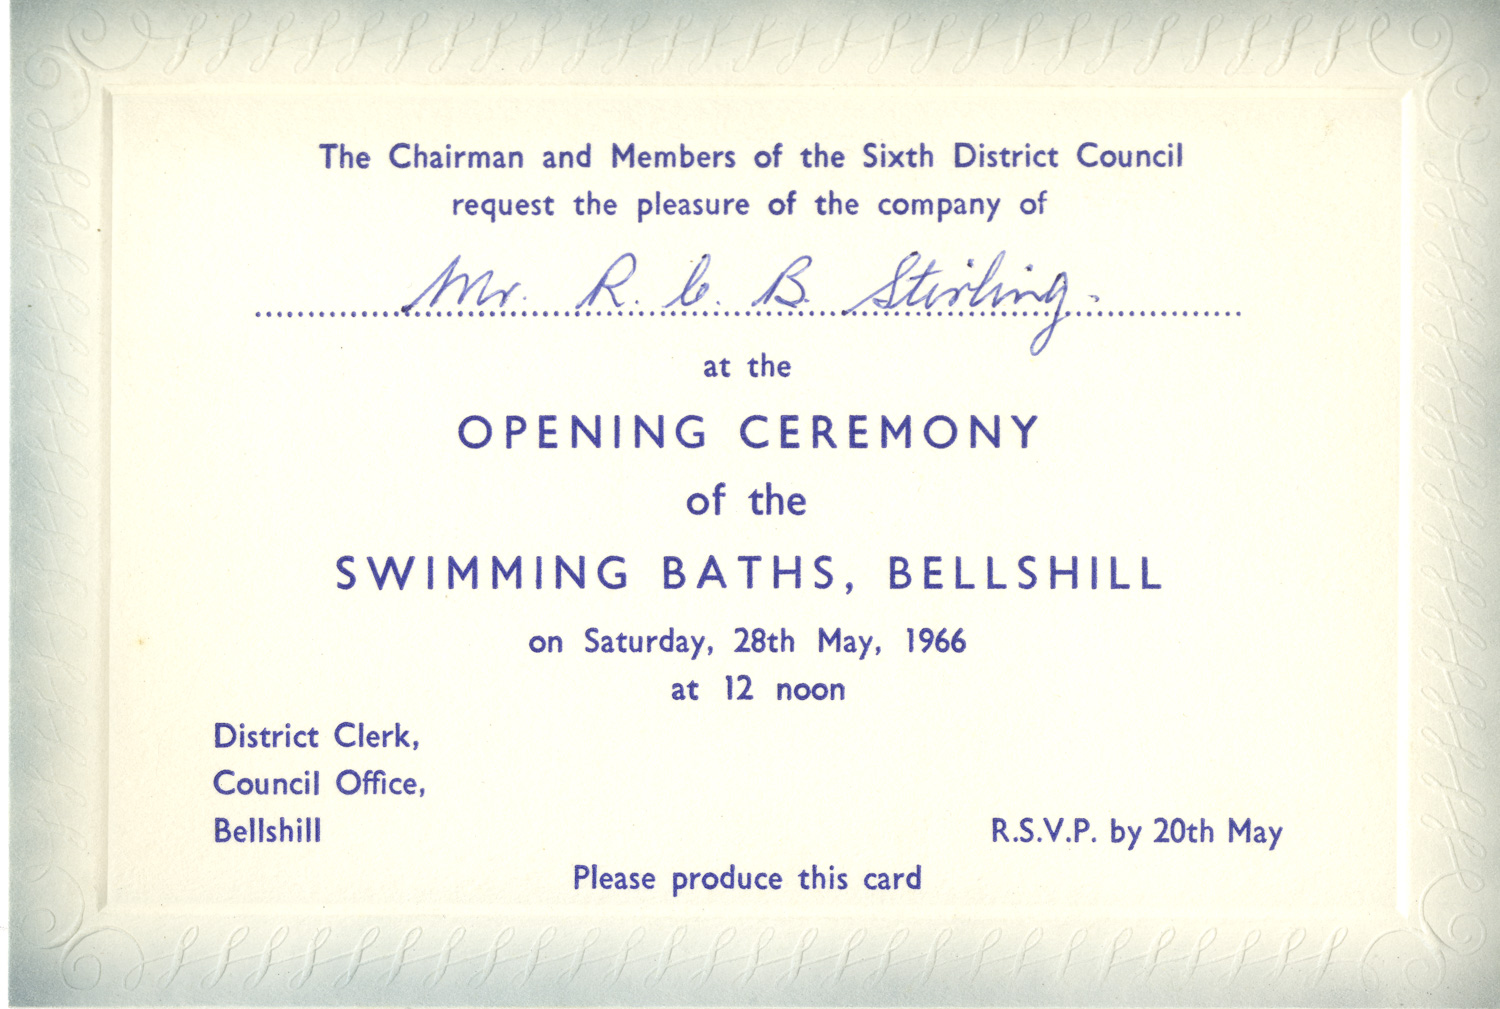 The Chairman and Members of the Sixth District Council
request the pleasure of the company of
Mr. R. C. B. Stirling.
at the
OPENING CEREMONY
of the
SWIMMING BATHS, BELLSHILL
on Saturday, 28th May, 1966
at 12 noon
District Clerk,
Council Office,
Bellshill
R.S.V.P. by 20th May
Please produce this card